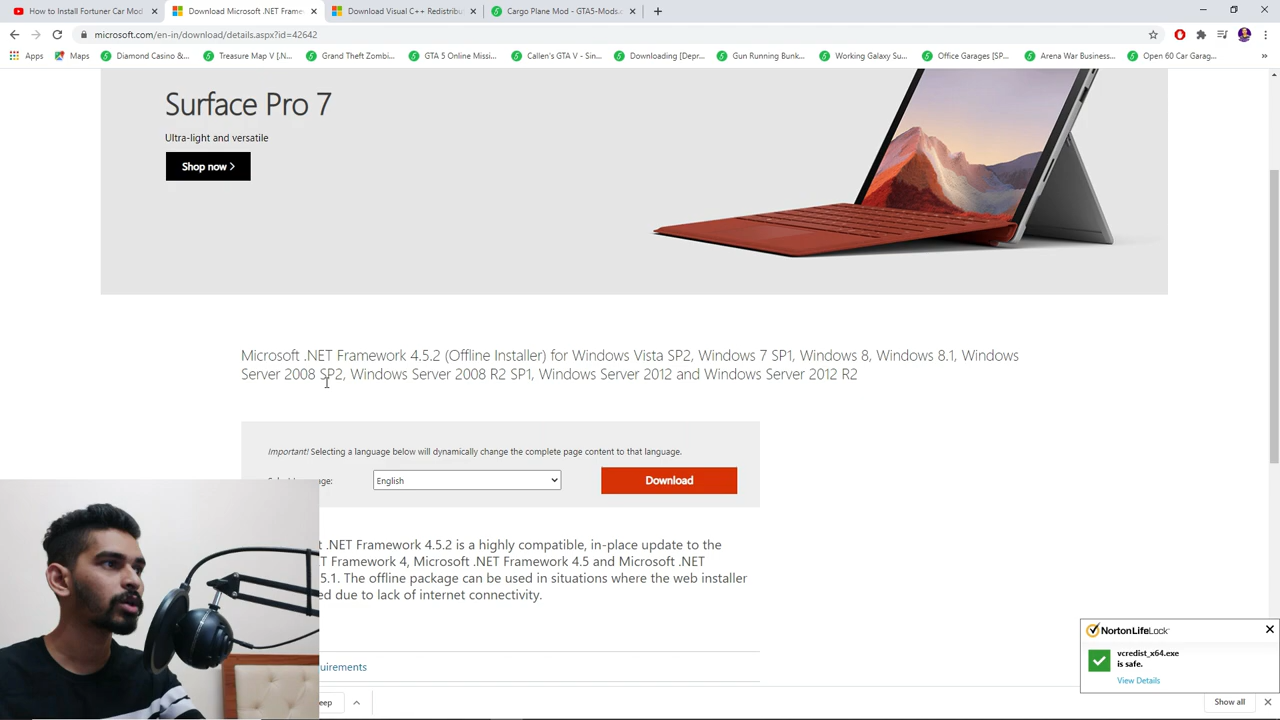 How to Install Fortuner Car Mod
Download Microsoft .NET Frame
Download Visual C++ Redistribu
Cargo Plane Mod - GTA5-Mods.c
microsoft.com/en-in/download/details.aspx?id=42642
Apps
Maps
Diamond Casino &...
Treasure Map V [.N...
Grand Theft Zombi...
GTA 5 Online Missi...
Callen's GTA V - Sin...
Downloading [Depr...
Gun Running Bunk...
Working Galaxy Su...
Office Garages [SP...
Arena War Business...
Open 60 Car Garag...
Surface Pro 7
Ultra-light and versatile
Shop now
Microsoft .NET Framework 4.5.2 (Offline Installer) for Windows Vista SP2, Windows 7 SP1, Windows 8, Windows 8.1, Windows
Server 2008 SP2, Windows Server 2008 R2 SP1, Windows Server 2012 and Windows Server 2012 R2
Important! Selecting a language below will dynamically change the complete page content to that language.
English
Download
.NET Framework 4.5.2 is a highly compatible, in-place update to the
Framework 4, Microsoft .NET Framework 4.5 and Microsoft .NET
5.1. The offline package can be used in situations where the web installer
due to lack of internet connectivity.
uirements
NortonLifeLock
vcredist_x64.exe
is safe.
View Details
eep
Show all